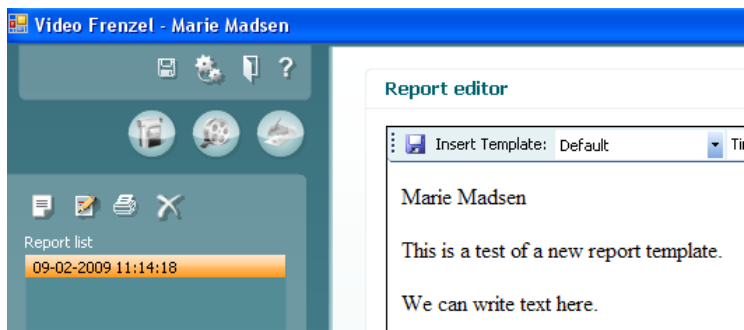 Video Frenzel - Marie Madsen
?
Report editor
Insert Template: Default
Marie Madsen
Report list
This is a test of a new report template.
09-02-2009 11:14:18
We can write text here.